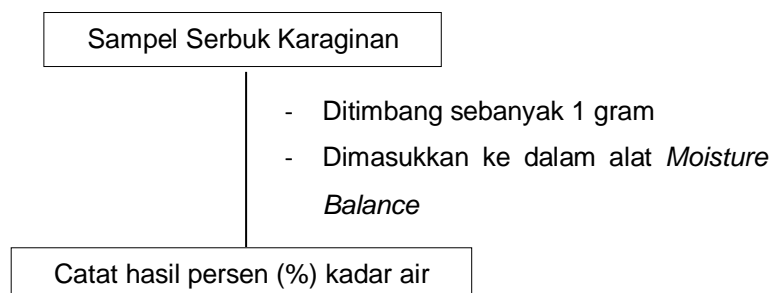 Sampel Serbuk Karaginan
- Ditimbang sebanyak 1 gram
- Dimasukkan ke dalam alat Moisture
Balance
Catat hasil persen (%) kadar air